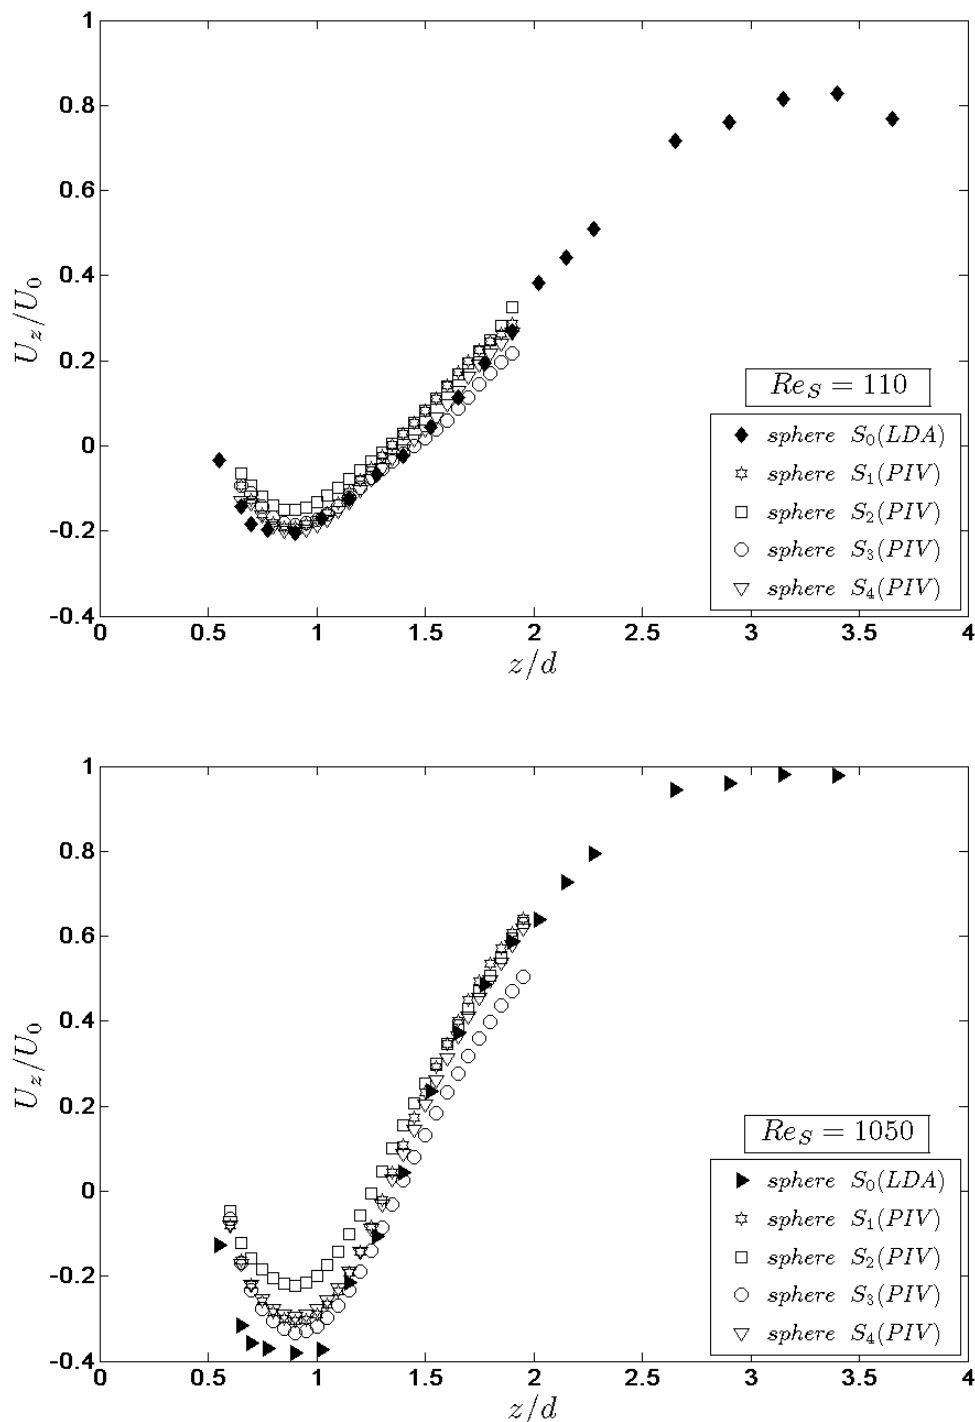 1
0.8
0.6
0.4
0.2
0
-0.2
-0.4
U_z/U_0
0 0.5 1 1.5 2 2.5 3 3.5 4
z/d
Re_S = 110
sphere S_0(LDA)
sphere S_1(PIV)
sphere S_2(PIV)
sphere S_3(PIV)
sphere S_4(PIV)
1
0.8
0.6
0.4
0.2
0
-0.2
-0.4
U_z/U_0
0 0.5 1 1.5 2 2.5 3 3.5 4
z/d
Re_S = 1050
sphere S_0(LDA)
sphere S_1(PIV)
sphere S_2(PIV)
sphere S_3(PIV)
sphere S_4(PIV)